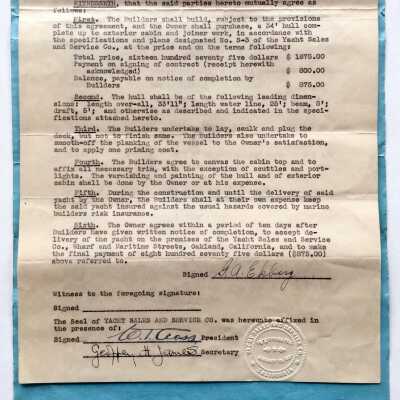 WITNESSETH, that the said parties hereto mutually agree as
follows:
First. The Builders shall build, subject to the provisions
of this agreement, and the Owner shall purchase, a 34' hull com-
plete up to exterior cabin and joiner work, in accordance with
the specifications and plans designated No. S-3 of the Yacht Sales
and Service Co., at the price and on the terms following:
Total price, sixteen hundred seventy five dollars $ 1675.00
Payment on signing of contract (receipt herewith
acknowledged) $ 800.00
Balance, payable on notice of completion by
Builders $ 875.00
Second. The hull shall be of the following leading dimen-
sions: length over-all, 33'11"; length water line, 28'; beam, 8';
draft, 5'; and otherwise as described and indicated in the speci-
fications attached hereto.
Third. The Builders undertake to lay, caulk and plug the
deck, but not to finish same. The Builders also undertake to
smooth-off the planking of the vessel to the Owner's satisfaction,
and to apply one priming coat.
Fourth. The Builders agree to canvas the cabin top and to
affix all necessary trim, with the exception of scuttles and port-
lights. The varnishing and painting of the hull and of exterior
cabin shall be done by the Owner or at his expense.
Fifth. During the construction and until the delivery of said
yacht by the Owner, the Builders shall at their own expense keep
the said yacht insured against the usual hazards covered by marine
builders risk insurance.
Sixth. The Owner agrees within a period of ten days after
Builders have given written notice of completion, to accept de-
livery of the yacht on the premises of the Yacht Sales and Service
Co., Wharf and Maritime Streets, Oakland, California, and to make
the final payment of eight hundred seventy five dollars ($875.00)
above referred to.
Signed
Witness to the foregoing signature:
Signed
The Seal of YACHT SALES AND SERVICE CO. was hereunto affixed in
the presence of:
Signed President
Geoffrey H James Secretary